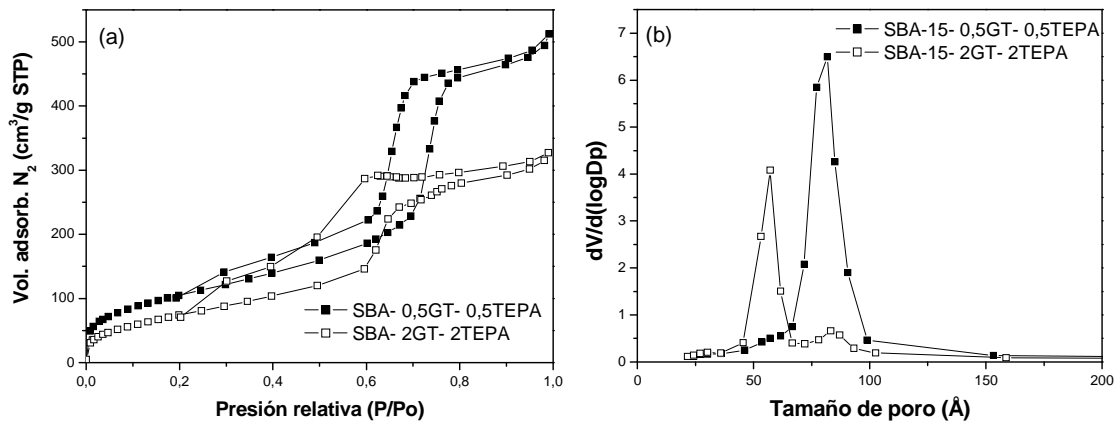 (a)
500
400
300
200
100
0
0,0
0,2
0,4
0,6
0,8
1,0
Vol. adsorb. N₂ (cm³/g STP)
Presión relativa (P/Po)
SBA- 0,5GT- 0,5TEPA
SBA- 2GT- 2TEPA
(b)
SBA-15- 0,5GT- 0,5TEPA
SBA-15- 2GT- 2TEPA
7
6
5
4
3
2
1
0
50
100
150
200
dV/d(logDp)
Tamaño de poro (Å)